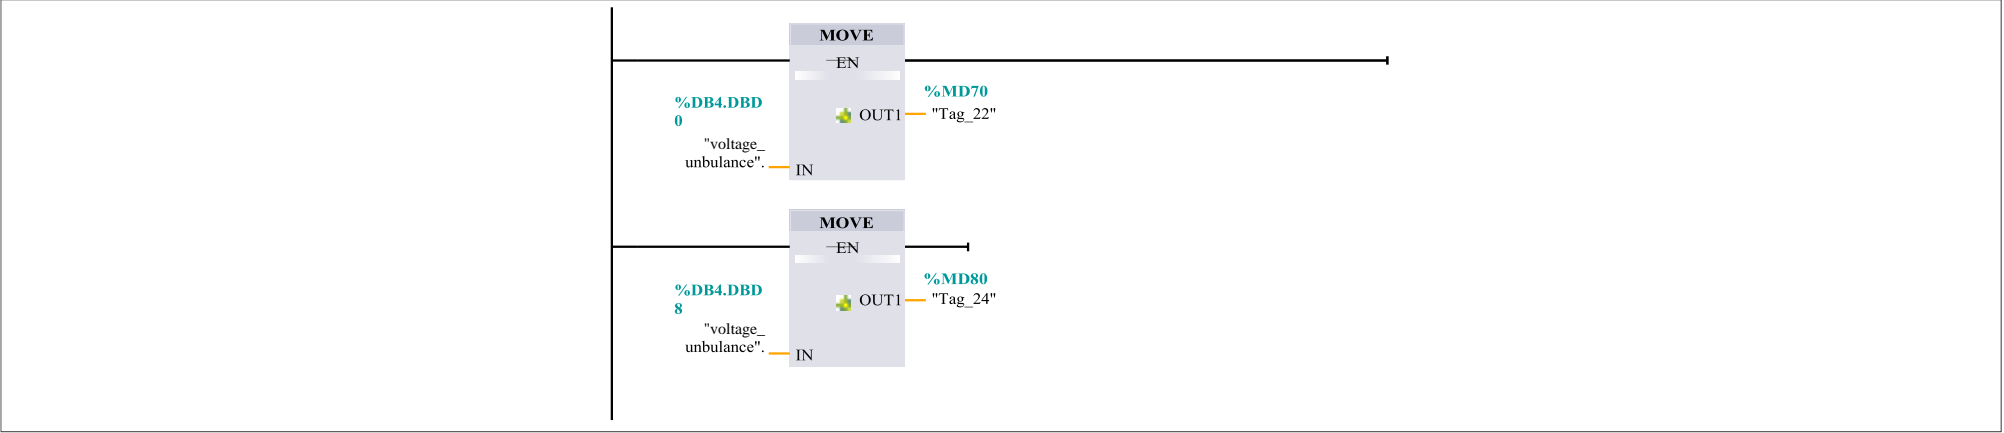 MOVE
EN
%MD70
%DB4.DBD
0
OUT1
"Tag_22"
"voltage_
unbulance".
IN
MOVE
EN
%MD80
%DB4.DBD
8
OUT1
"Tag_24"
"voltage_
unbulance".
IN